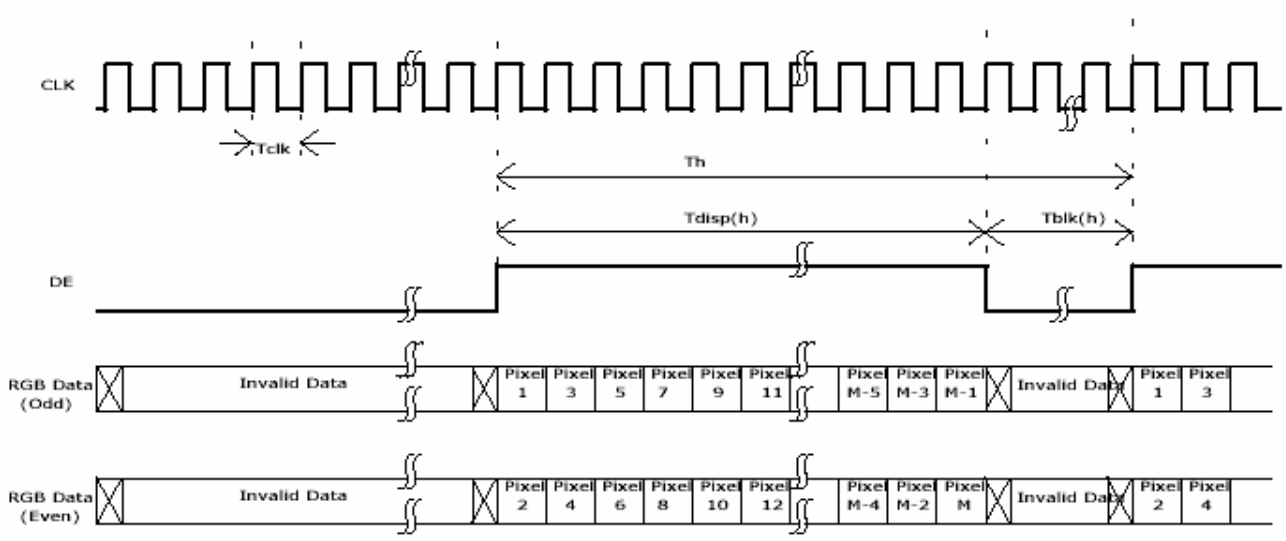 CLK
Tclk
Th
Tdisp(h)
Tblk(h)
DE
RGB Data
(Odd)
Invalid Data
Pixel
1
Pixel
3
Pixel
5
Pixel
7
Pixel
9
Pixel
11
Pixel
M-5
Pixel
M-3
Pixel
M-1
Invalid Data
Pixel
1
Pixel
3
RGB Data
(Even)
Invalid Data
Pixel
2
Pixel
4
Pixel
6
Pixel
8
Pixel
10
Pixel
12
Pixel
M-4
Pixel
M-2
Pixel
M
Invalid Data
Pixel
2
Pixel
4